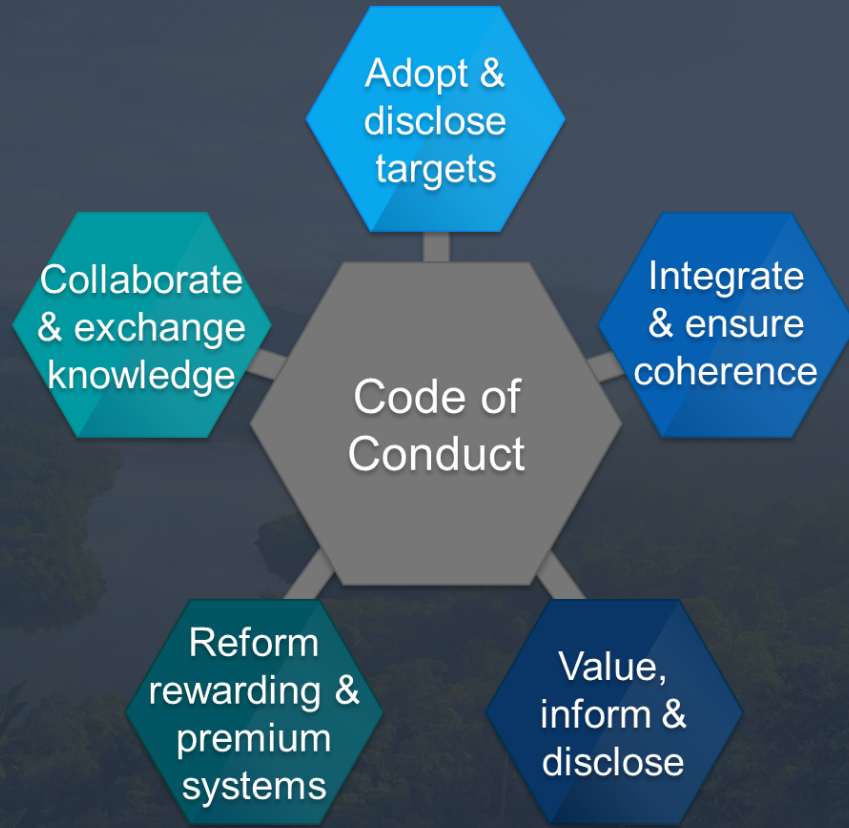 Adopt &
disclose
targets
Integrate
& ensure
coherence
Value,
inform &
disclose
Reform
rewarding &
premium
systems
Collaborate
& exchange
knowledge
Code of
Conduct